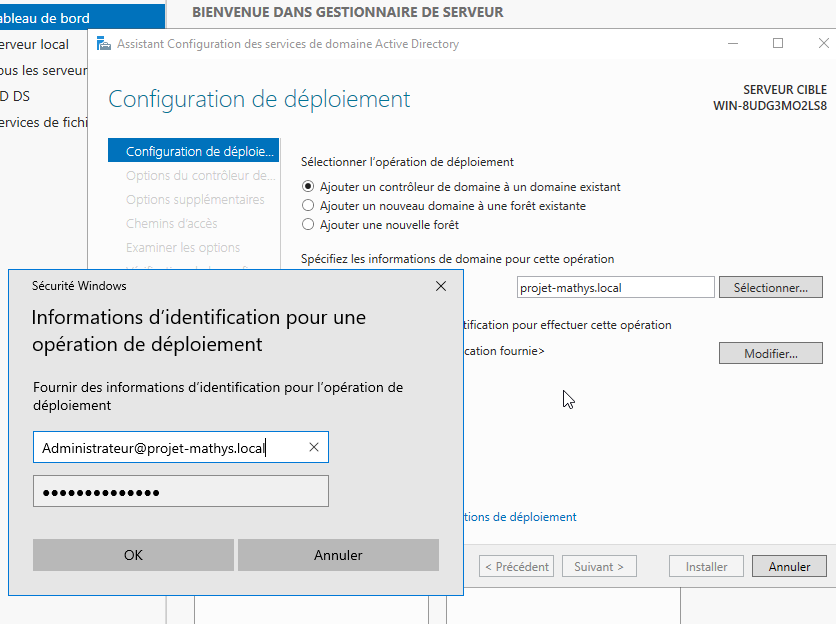 BIENVENUE DANS GESTIONNAIRE DE SERVEUR
ableau de bord
erveur local
ous les serveur
D DS
ervices de fichi
Assistant Configuration des services de domaine Active Directory
Configuration de déploiement
SERVEUR CIBLE
WIN-8UDG3MO2LS8
Configuration de déploie...
Options du contrôleur de...
Options supplémentaires
Chemins d'accès
Examiner les options
Sélectionner l'opération de déploiement
Ajouter un contrôleur de domaine à un domaine existant
Ajouter un nouveau domaine à une forêt existante
Ajouter une nouvelle forêt
Spécifiez les informations de domaine pour cette opération
projet-mathys.local
Sélectionner...
tification pour effectuer cette opération
cation fournie>
Modifier...
tions de déploiement
< Précédent
Suivant >
Installer
Annuler
Sécurité Windows
Informations d'identification pour une
opération de déploiement
Fournir des informations d'identification pour l'opération de
déploiement
Administrateur@projet-mathys.local
●●●●●●●●●●●●●●
OK
Annuler